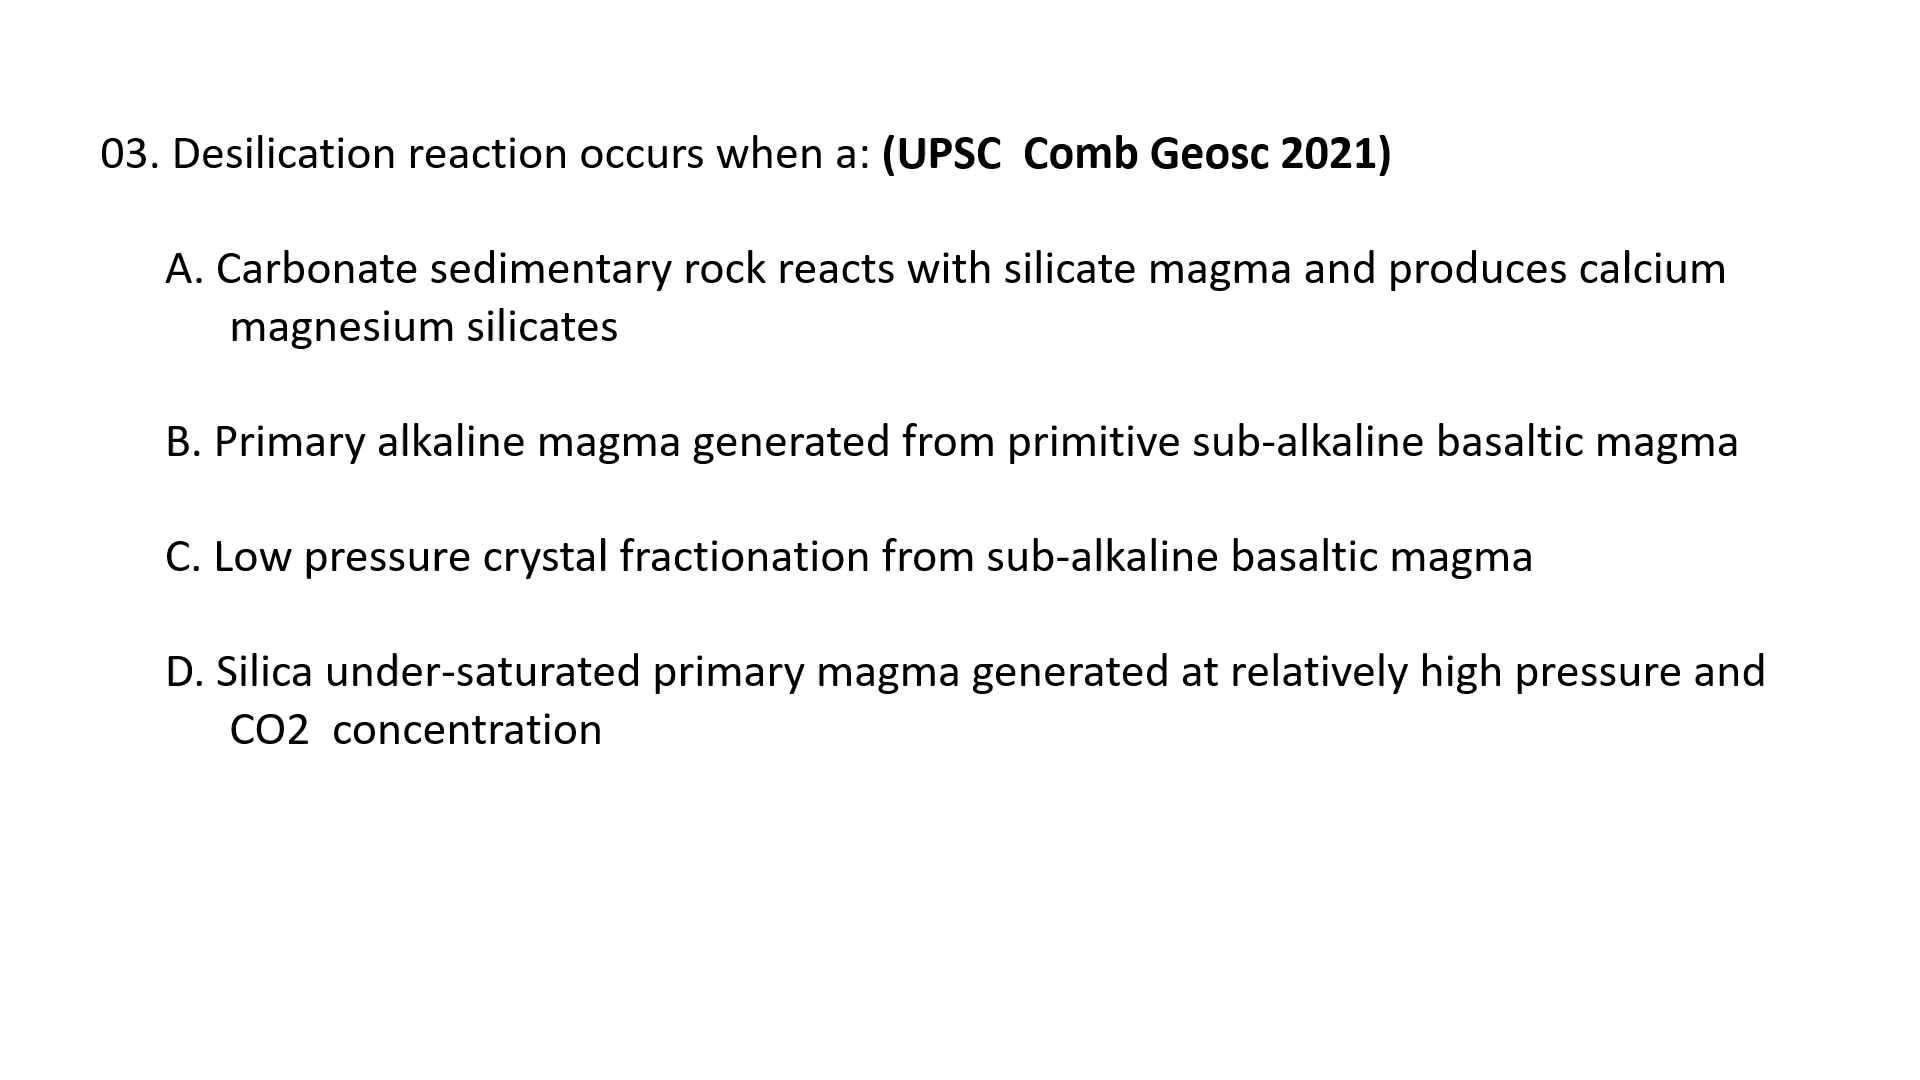 03. Desilication reaction occurs when a: (UPSC  Comb Geosc 2021)
A. Carbonate sedimentary rock reacts with silicate magma and produces calcium
magnesium silicates
B. Primary alkaline magma generated from primitive sub-alkaline basaltic magma
C. Low pressure crystal fractionation from sub-alkaline basaltic magma
D. Silica under-saturated primary magma generated at relatively high pressure and
CO2  concentration